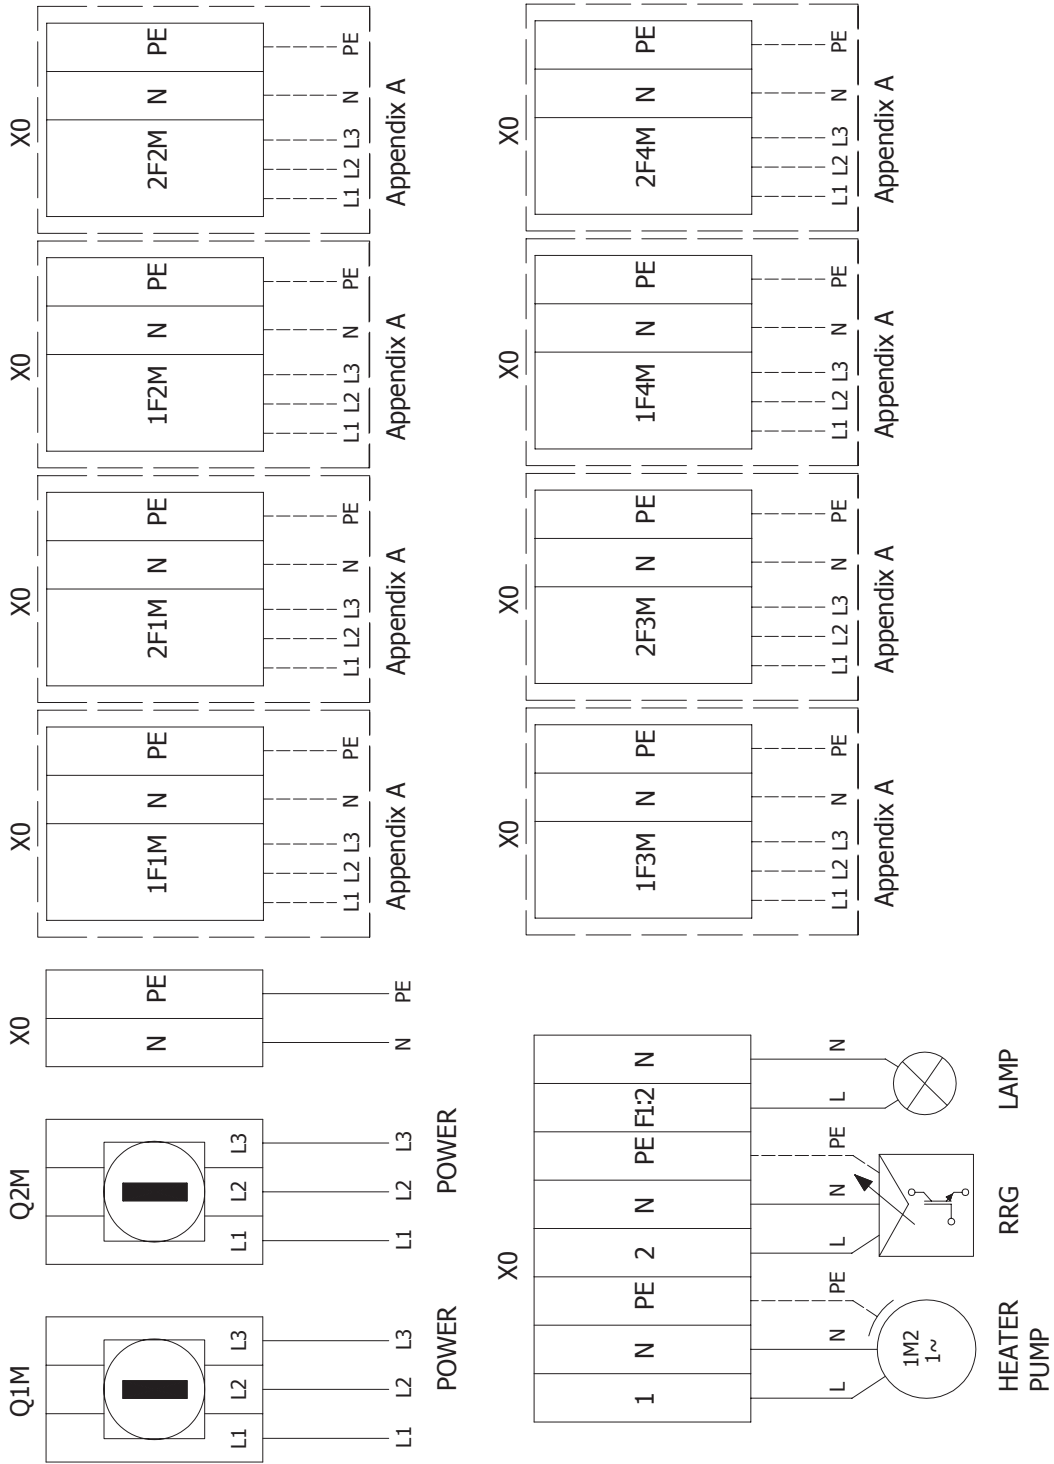 Q1M
L1 L2 L3
L1 L2 L3
POWER
Q2M
L1 L2 L3
L1 L2 L3
POWER
X0
N PE
N PE
X0
1F1M N PE
L1 L2 L3 N PE
Appendix A
X0
2F1M N PE
L1 L2 L3 N PE
Appendix A
X0
1F2M N PE
L1 L2 L3 N PE
Appendix A
X0
2F2M N PE
L1 L2 L3 N PE
Appendix A
X0
1 N PE 2 N PE F1:2 N
L N PE L N PE L N
1M2
1~
HEATER
PUMP
RRG
LAMP
X0
1F3M N PE
L1 L2 L3 N PE
Appendix A
X0
2F3M N PE
L1 L2 L3 N PE
Appendix A
X0
1F4M N PE
L1 L2 L3 N PE
Appendix A
X0
2F4M N PE
L1 L2 L3 N PE
Appendix A